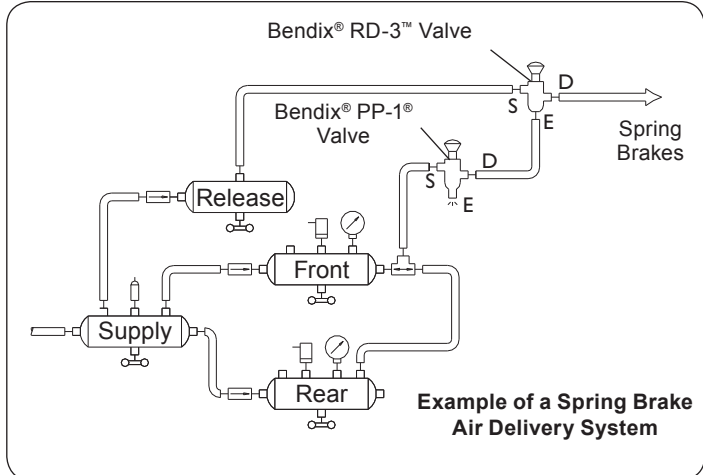 Bendix® RD-3™ Valve
Bendix® PP-1®
Valve
S
D
E
Spring
Brakes
S
D
E
Release
Front
Supply
Rear
Example of a Spring Brake
Air Delivery System